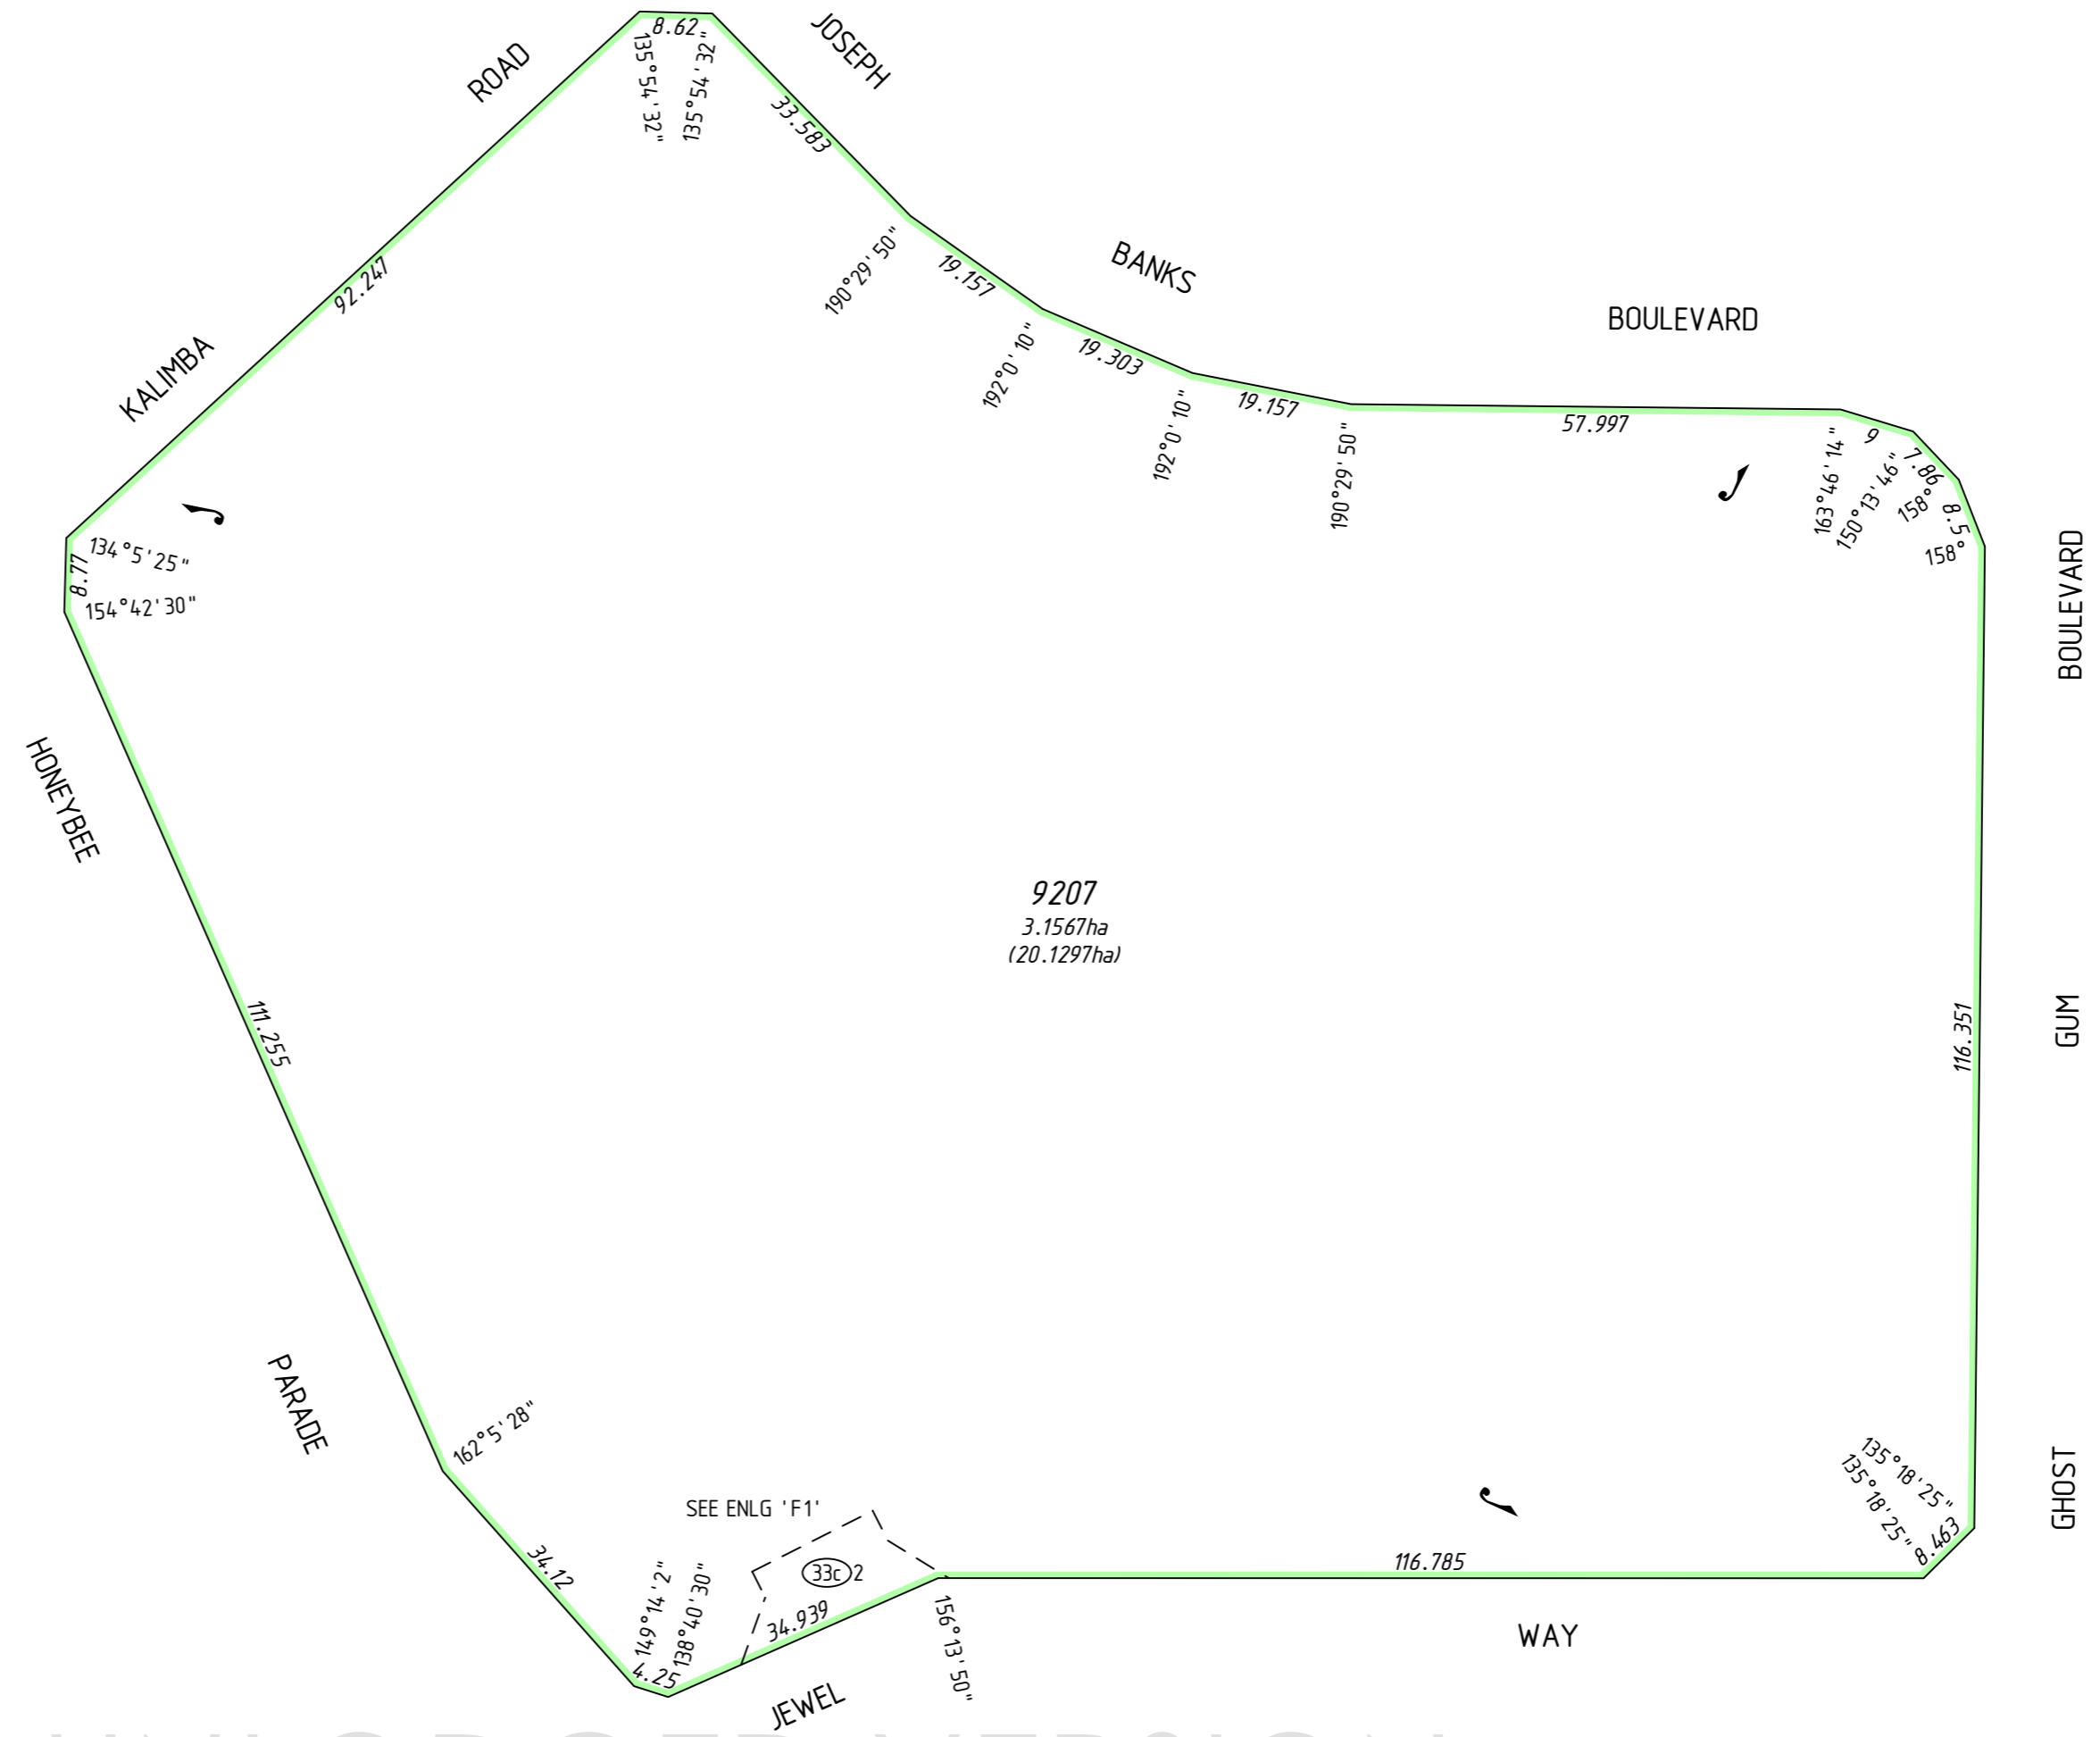 8.62
135°54'32"
135°54'32"
JOSEPH
ROAD
33.583
92.247
190°29'50"
19.157
BANKS
BOULEVARD
192°0'10"
19.303
KALIMBA
192°0'10"
19.157
190°29'50"
57.997
163°46'14"
9
150°13'46"
7.86
158°
8.5
158°
134°5'25"
8.77
154°42'30"
BOULEVARD
HONEYBEE
9207
3.1567ha
(20.1297ha)
111.255
116.351
GUM
PARADE
162°5'28"
SEE ENLG 'F1'
135°18'25"
135°18'25"
8.463
GHOST
34.12
149°14'2"
138°40'30"
4.25
33c 2
34.939
156°13'50"
116.785
WAY
JEWEL